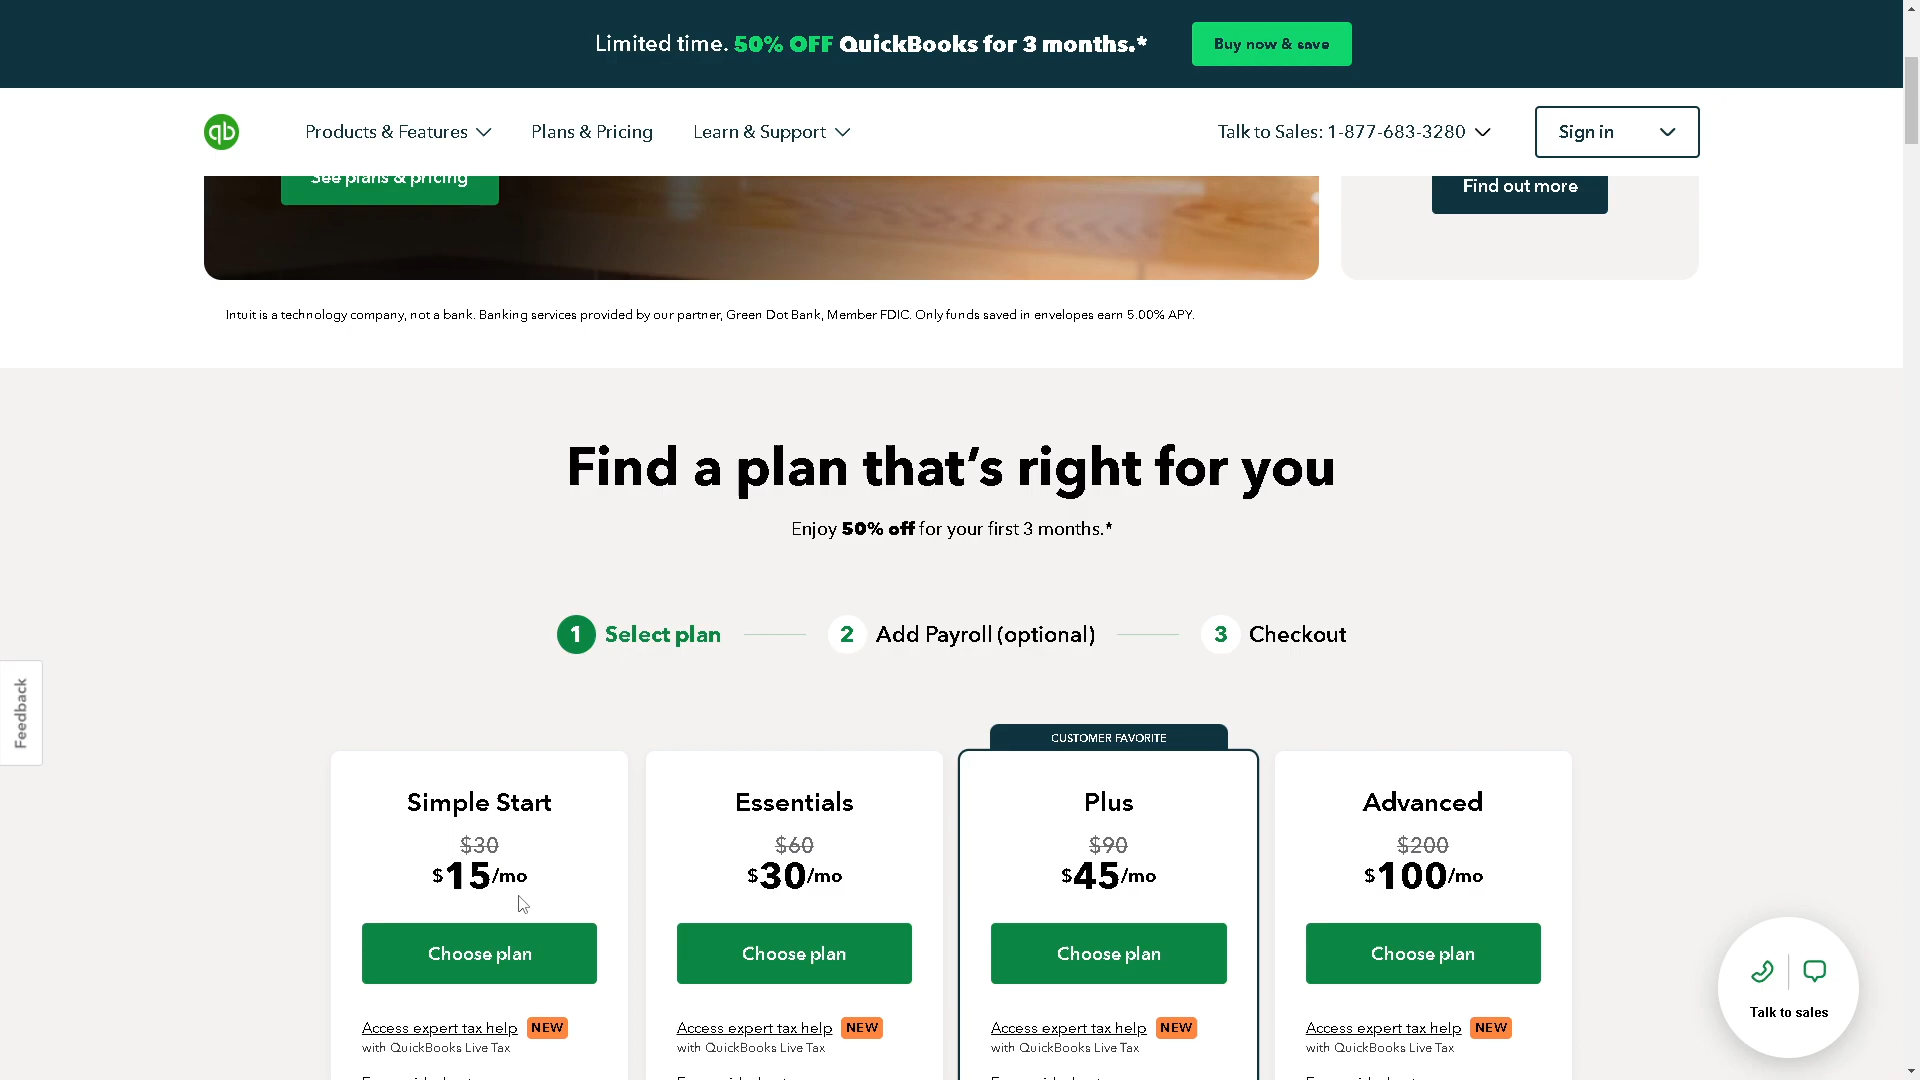 Limited time. 50% OFF QuickBooks for 3 months.*
Buy now & save
qb
Products & Features
Plans & Pricing
Learn & Support
Talk to Sales: 1-877-683-3280
Sign in
See plans & pricing
Find out more
Intuit is a technology company, not a bank. Banking services provided by our partner, Green Dot Bank, Member FDIC. Only funds saved in envelopes earn 5.00% APY.
Find a plan that’s right for you
Enjoy 50% off for your first 3 months.*
1 Select plan
2 Add Payroll (optional)
3 Checkout
Feedback
CUSTOMER FAVORITE
Simple Start
$30
$15/mo
Choose plan
Access expert tax help NEW
with QuickBooks Live Tax
Essentials
$60
$30/mo
Choose plan
Access expert tax help NEW
with QuickBooks Live Tax
Plus
$90
$45/mo
Choose plan
Access expert tax help NEW
with QuickBooks Live Tax
Advanced
$200
$100/mo
Choose plan
Access expert tax help NEW
with QuickBooks Live Tax
Talk to sales